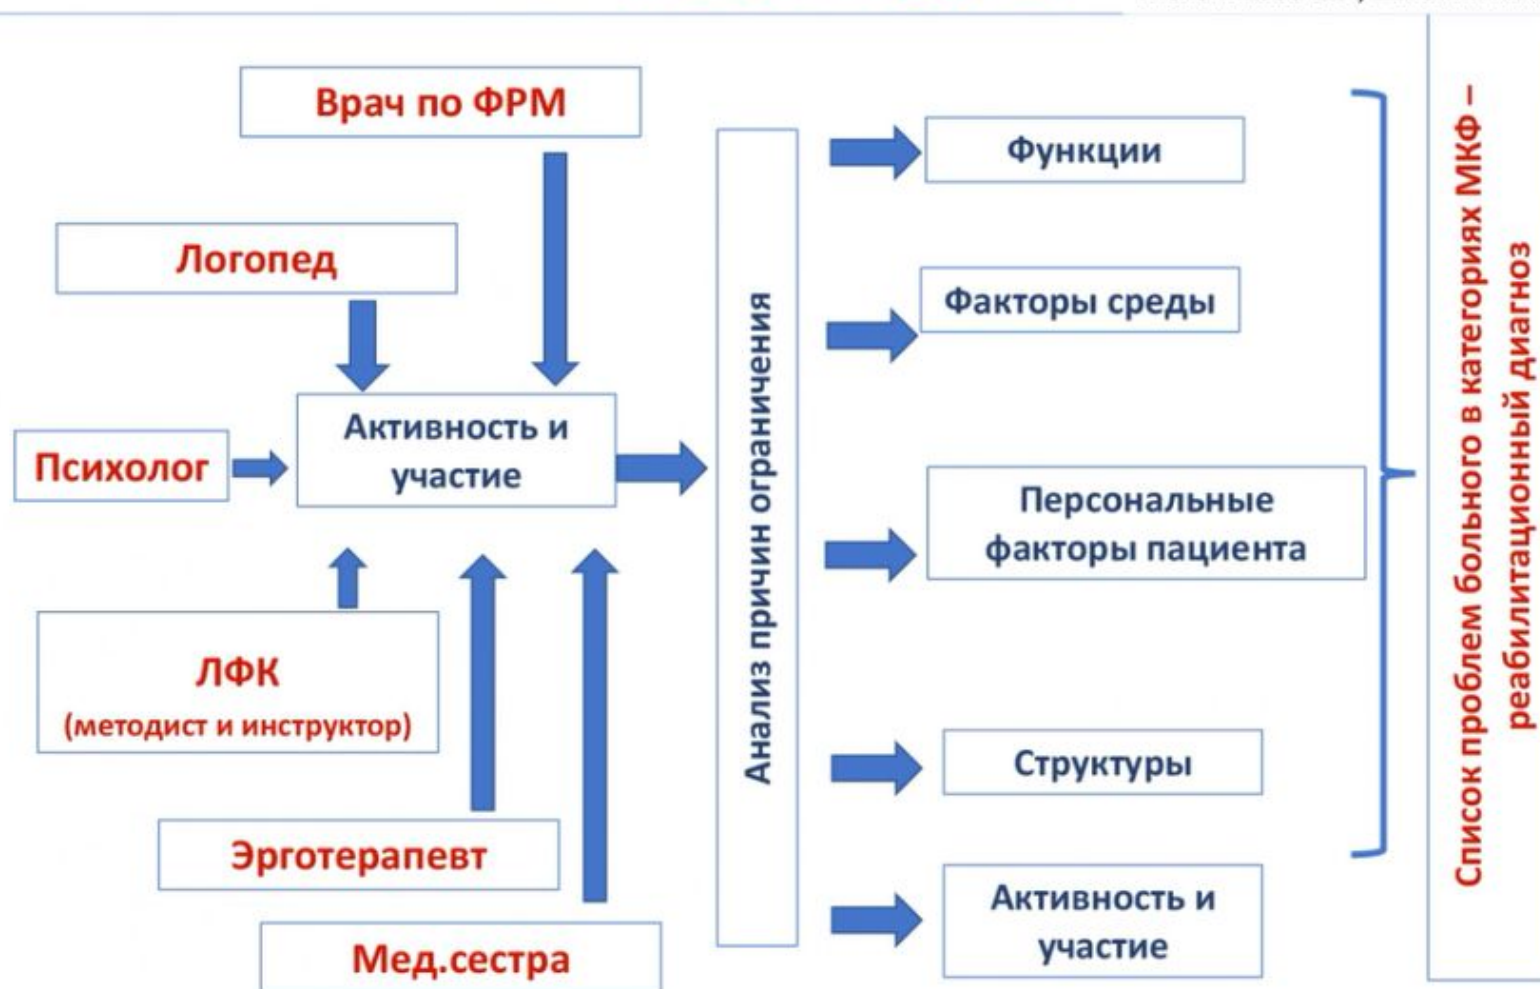 Врач по ФРМ
Логопед
Психолог
Активность и
участие
ЛФК
(методист и инструктор)
Эрготерапевт
Мед.сестра
Анализ причин ограничения
Функции
Факторы среды
Персональные
факторы пациента
Структуры
Активность и
участие
Список проблем больного в категориях МКФ –
реабилитационный диагноз